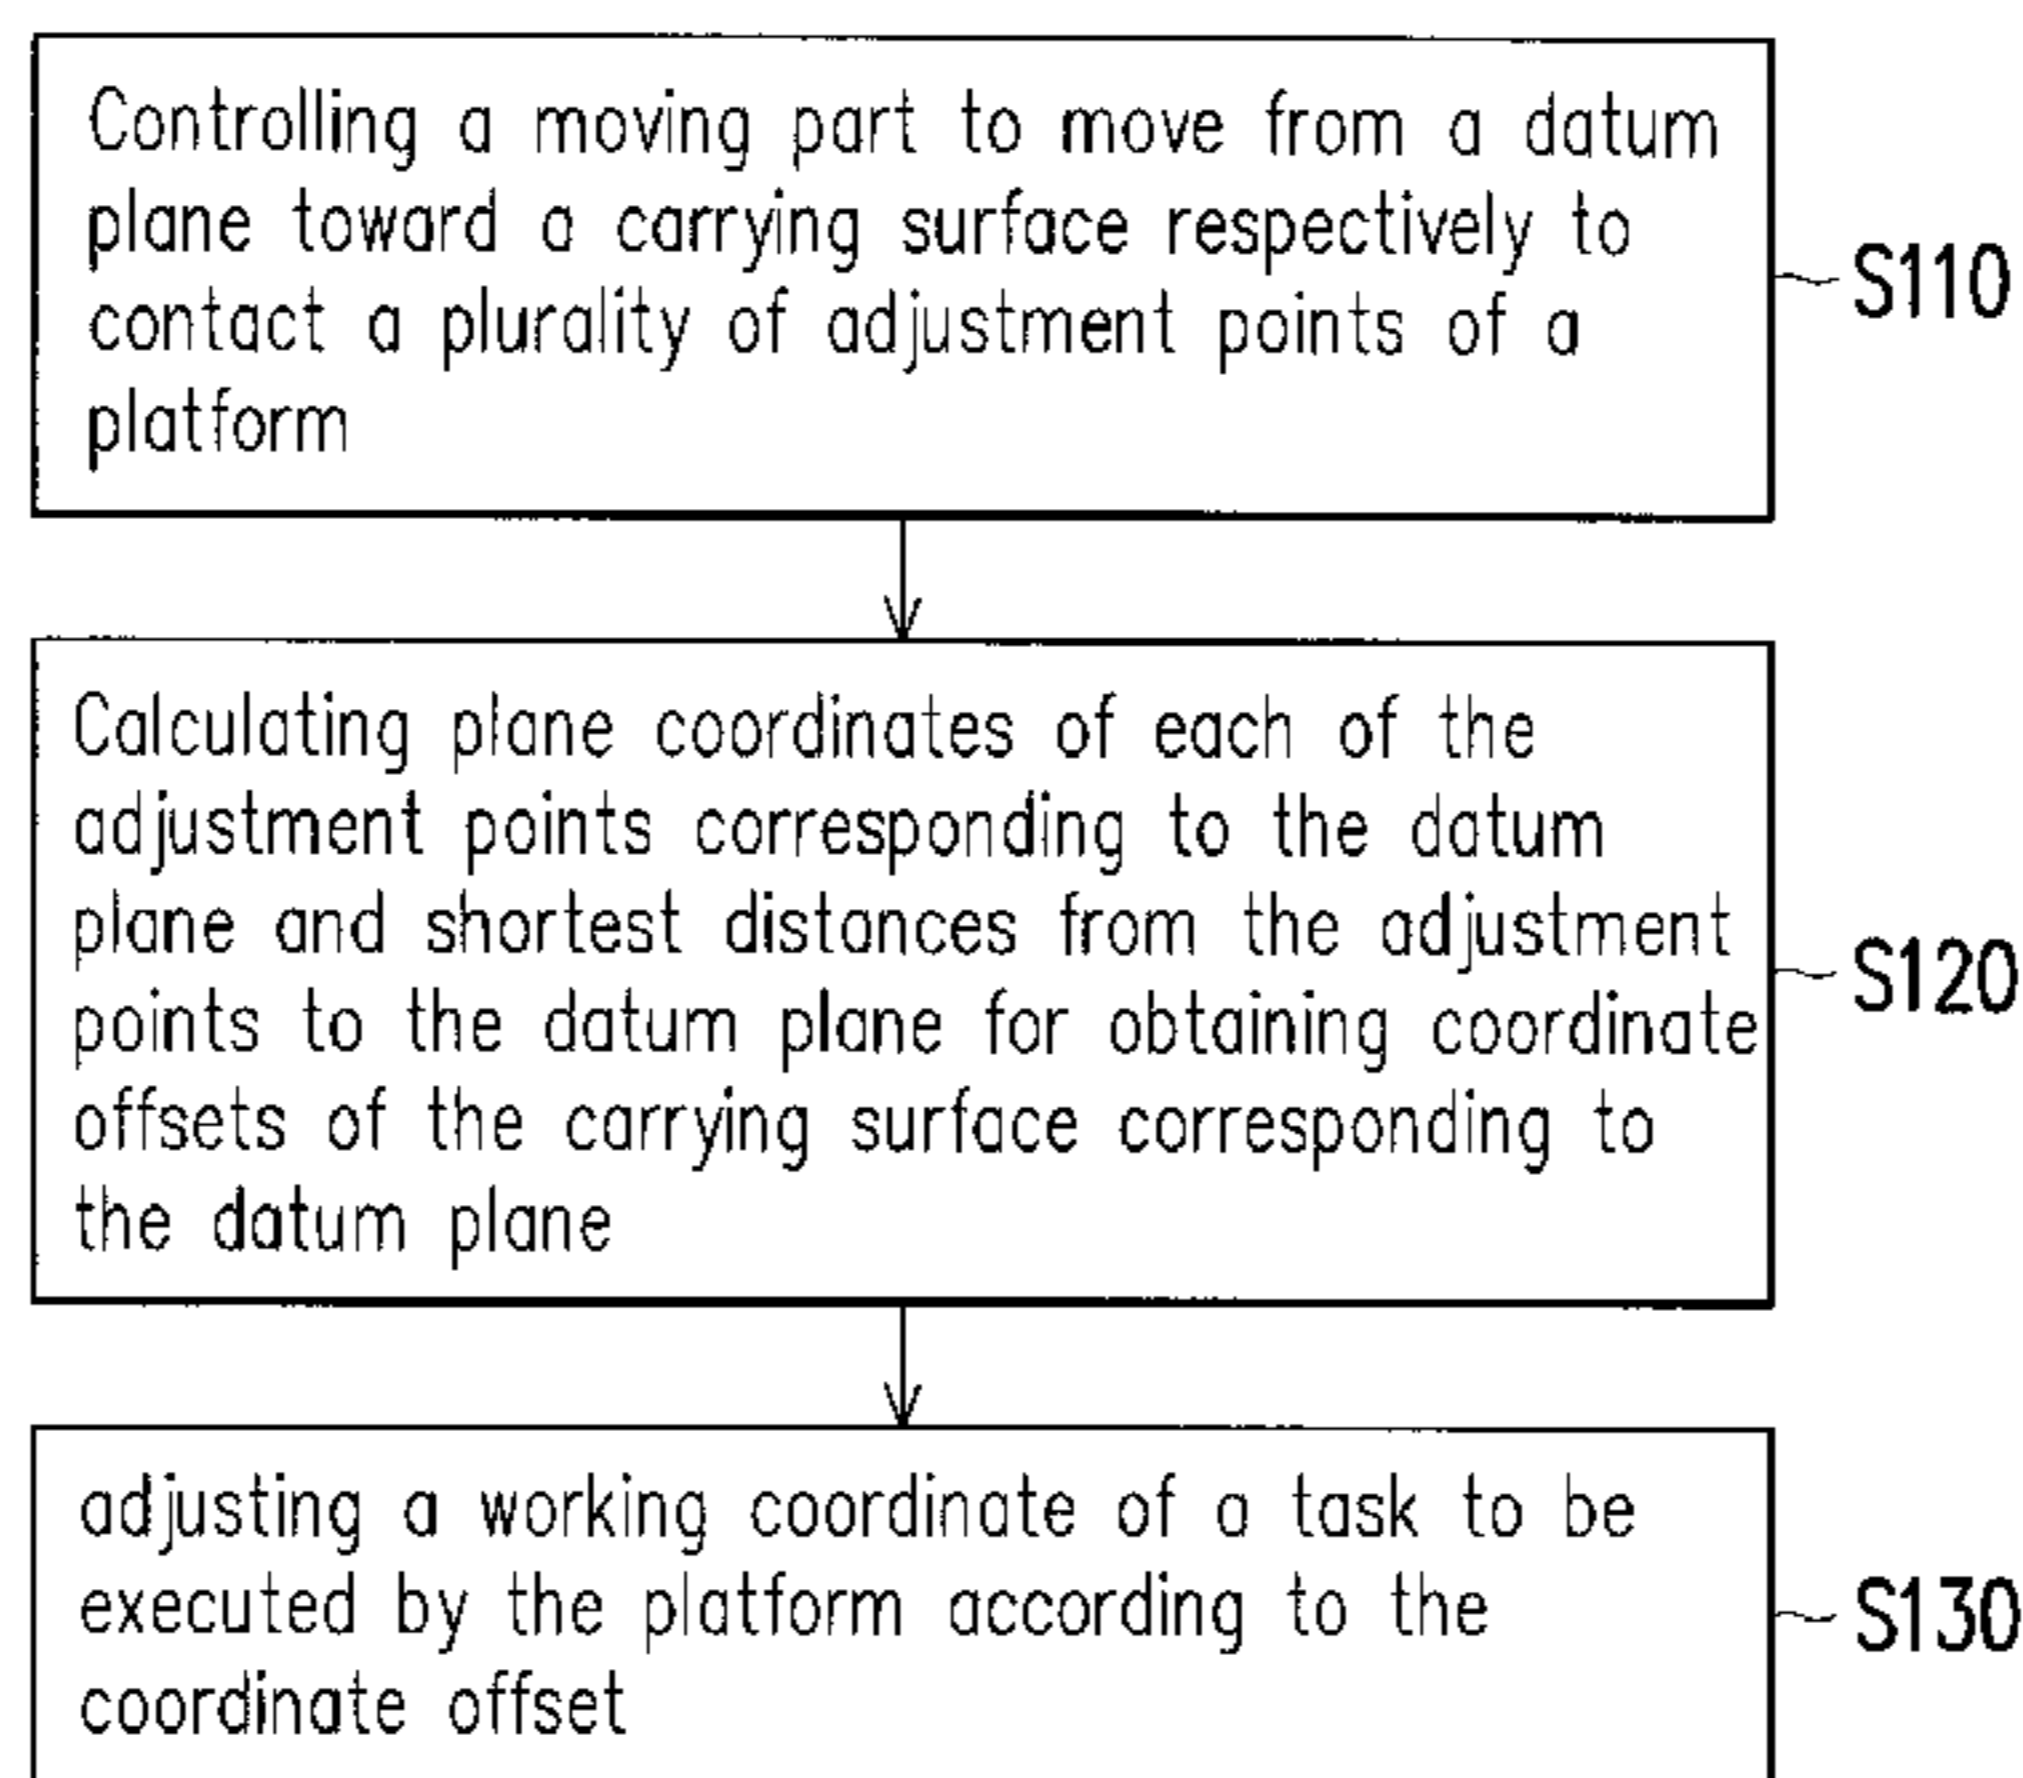 Controlling a moving part to move from a datum
plane toward a carrying surface respectively to
contact a plurality of adjustment points of a
platform
S110
Calculating plane coordinates of each of the
adjustment points corresponding to the datum
plane and shortest distances from the adjustment
points to the datum plane for obtaining coordinate
offsets of the carrying surface corresponding to
the datum plane
S120
adjusting a working coordinate of a task to be
executed by the platform according to the
coordinate offset
S130